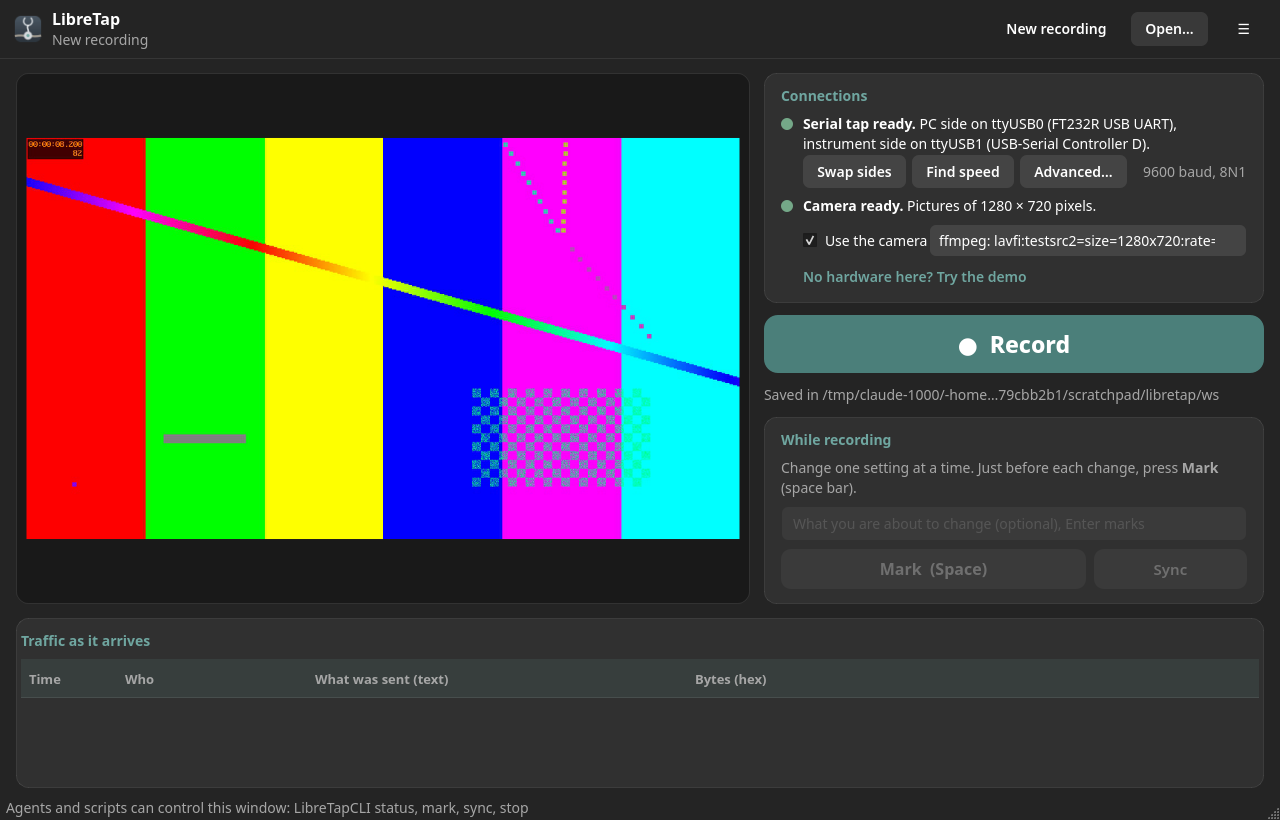 LibreTap
New recording
New recording
Open...
00:00:08.200
82
Connections
Serial tap ready. PC side on ttyUSB0 (FT232R USB UART),
instrument side on ttyUSB1 (USB-Serial Controller D).
Swap sides
Find speed
Advanced...
9600 baud, 8N1
Camera ready. Pictures of 1280 × 720 pixels.
Use the camera
ffmpeg: lavfi:testsrc2=size=1280x720:rate=
No hardware here? Try the demo
Record
Saved in /tmp/claude-1000/-home…79cbb2b1/scratchpad/libretap/ws
While recording
Change one setting at a time. Just before each change, press Mark
(space bar).
What you are about to change (optional), Enter marks
Mark (Space)
Sync
Traffic as it arrives
Time
Who
What was sent (text)
Bytes (hex)
Agents and scripts can control this window: LibreTapCLI status, mark, sync, stop